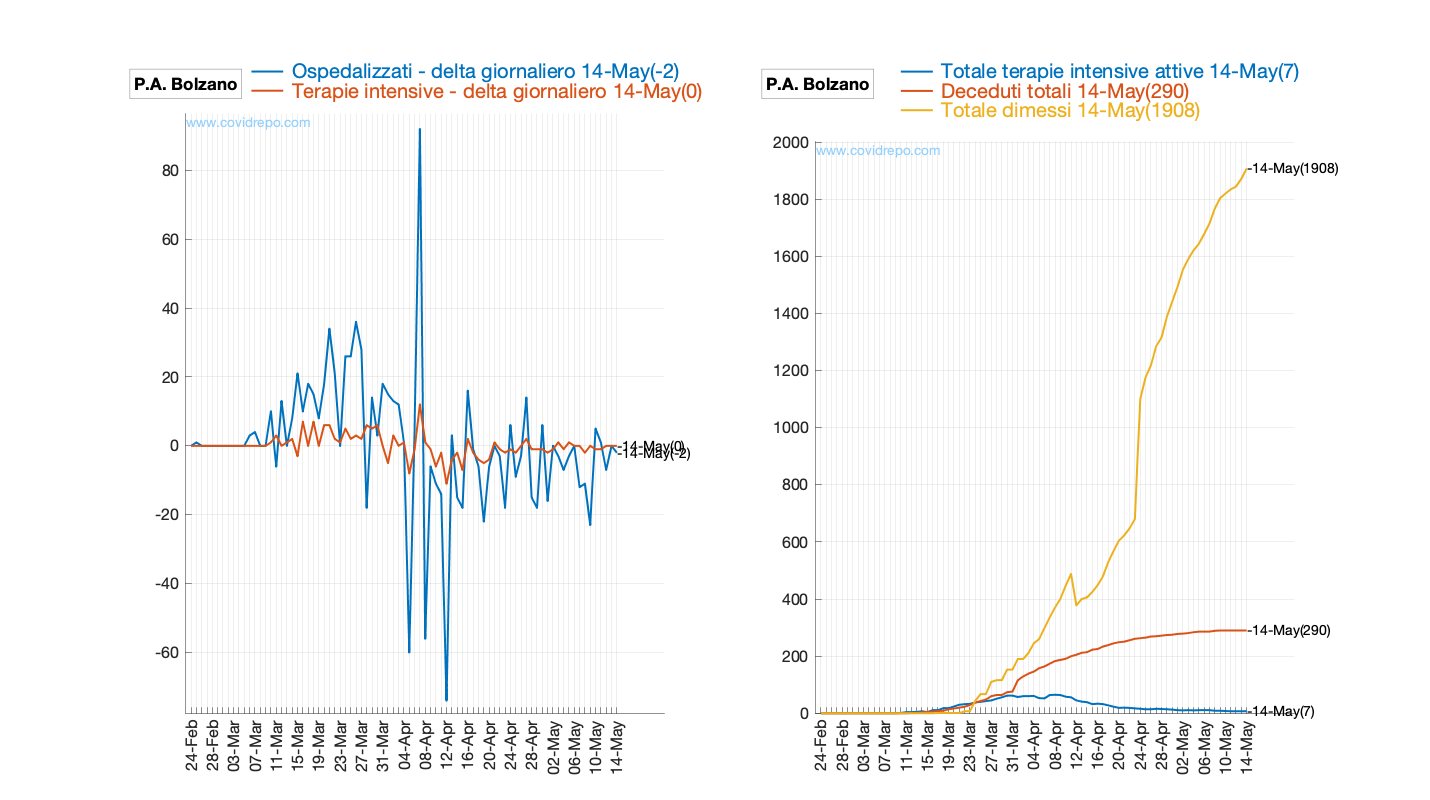 P.A. Bolzano
Ospedalizzati - delta giornaliero 14-May(-2)
Terapie intensive - delta giornaliero 14-May(0)
www.covidrepo.com
80
60
40
20
0
-20
-40
-60
-14-May(0)
-14-May(-2)
24-Feb
28-Feb
03-Mar
07-Mar
11-Mar
15-Mar
19-Mar
23-Mar
27-Mar
31-Mar
04-Apr
08-Apr
12-Apr
16-Apr
20-Apr
24-Apr
28-Apr
02-May
06-May
10-May
14-May
P.A. Bolzano
Totale terapie intensive attive 14-May(7)
Deceduti totali 14-May(290)
Totale dimessi 14-May(1908)
www.covidrepo.com
2000
1800
1600
1400
1200
1000
800
600
400
200
0
-14-May(1908)
-14-May(290)
-14-May(7)
24-Feb
28-Feb
03-Mar
07-Mar
11-Mar
15-Mar
19-Mar
23-Mar
27-Mar
31-Mar
04-Apr
08-Apr
12-Apr
16-Apr
20-Apr
24-Apr
28-Apr
02-May
06-May
10-May
14-May